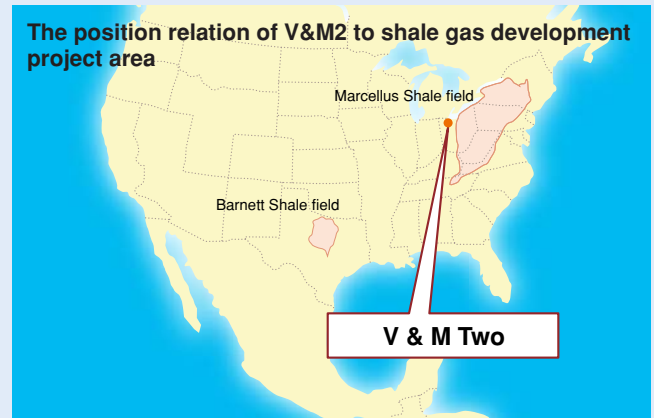 The position relation of V&M2 to shale gas development
project area
Marcellus Shale field
Barnett Shale field
V & M Two